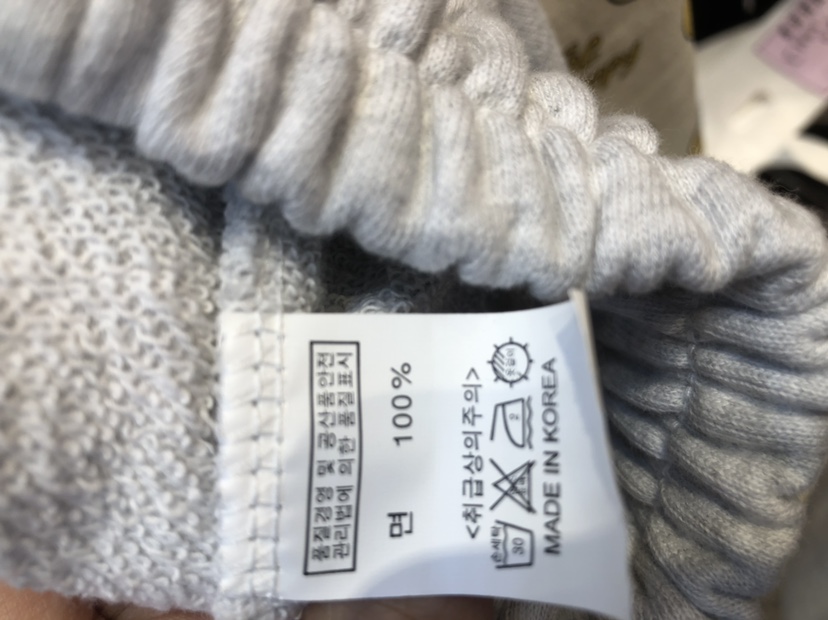 품질경영 및 공산품안전
관리법에 의한 품질표시
면 100%
<취급상의주의>
손세탁
30
MADE IN KOREA